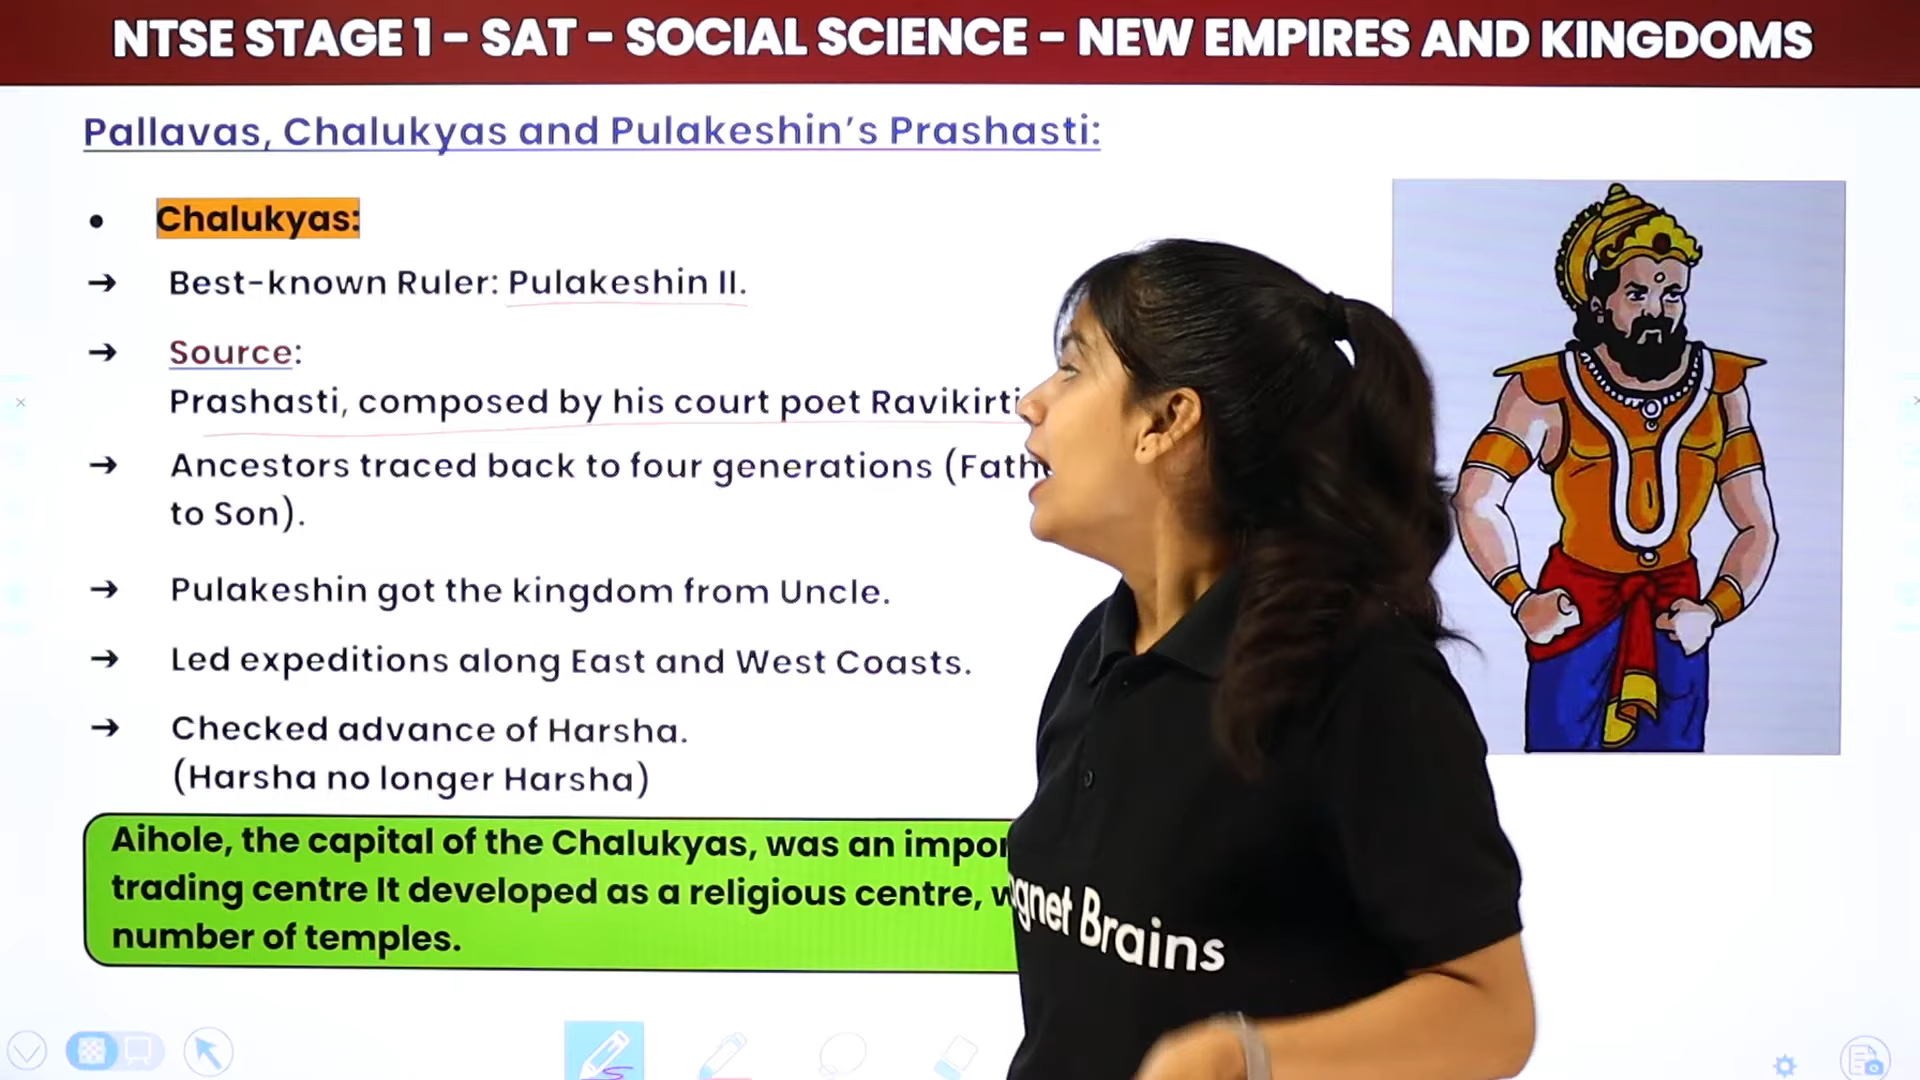 NTSE STAGE 1 – SAT – SOCIAL SCIENCE – NEW EMPIRES AND KINGDOMS
Pallavas, Chalukyas and Pulakeshin's Prashasti:
• Chalukyas:
→ Best-known Ruler: Pulakeshin II.
→ Source:
Prashasti, composed by his court poet Ravikirti
→ Ancestors traced back to four generations (
to Son).
→ Pulakeshin got the kingdom from Uncle.
→ Led expeditions along East and West Coasts.
→ Checked advance of Harsha.
(Harsha no longer Harsha)
Aihole, the capital of the Chalukyas, was an
trading centre It developed as a religious centre,
number of temples.
Brains